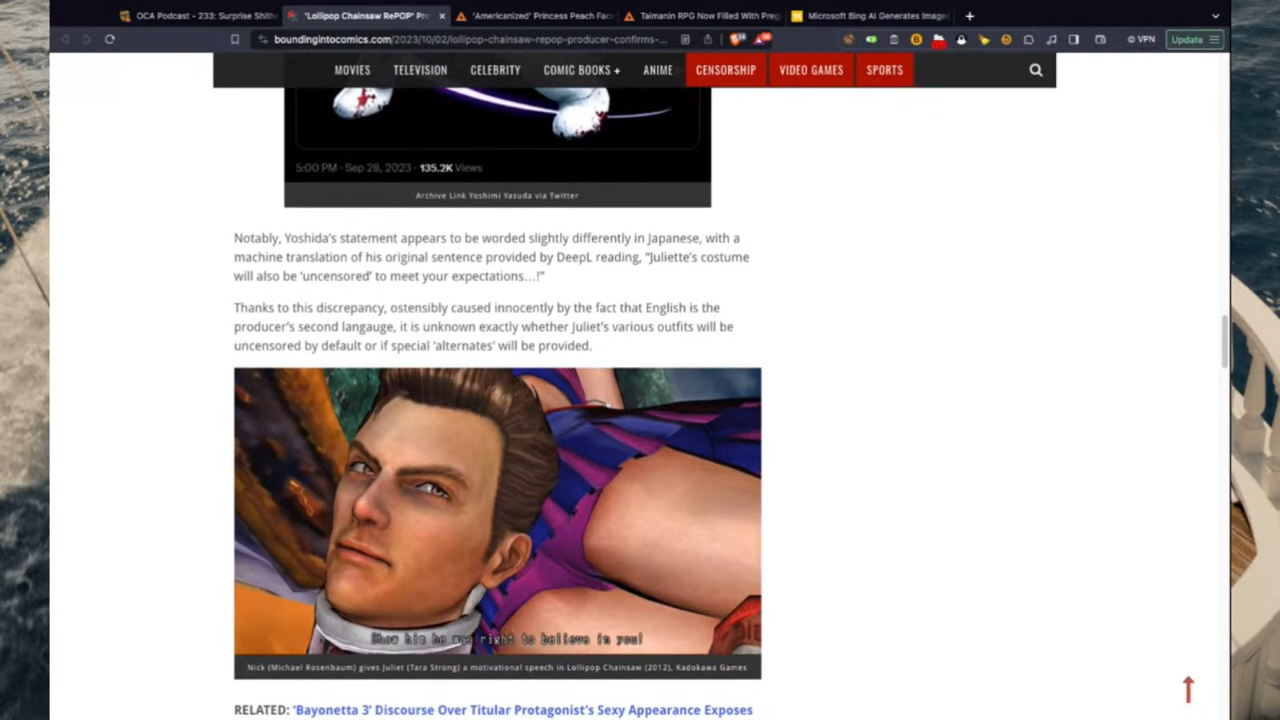 OCA Podcast - 233: Surprise Shith
"Lollipop Chainsaw RePOP" Pro
"Americanized" Princess Peach Fac
Taimanin RPG Now Filled With Preg
Microsoft Bing AI Generates Image
boundingintocomics.com/2023/10/02/lollipop-chainsaw-repop-producer-confirms-...
VPN
Update
MOVIES TELEVISION CELEBRITY COMIC BOOKS + ANIME CENSORSHIP VIDEO GAMES SPORTS
5:00 PM · Sep 28, 2023 · 135.2K Views
Archive Link Yoshimi Yasuda via Twitter
Notably, Yoshida's statement appears to be worded slightly differently in Japanese, with a
machine translation of his original sentence provided by DeepL reading, "Juliette's costume
will also be 'uncensored' to meet your expectations…!"
Thanks to this discrepancy, ostensibly caused innocently by the fact that English is the
producer's second langauge, it is unknown exactly whether Juliet's various outfits will be
uncensored by default or if special 'alternates' will be provided.
Show him he was right to believe in you!
Nick (Michael Rosenbaum) gives Juliet (Tara Strong) a motivational speech in Lollipop Chainsaw (2012), Kadokawa Games
RELATED: 'Bayonetta 3' Discourse Over Titular Protagonist's Sexy Appearance Exposes